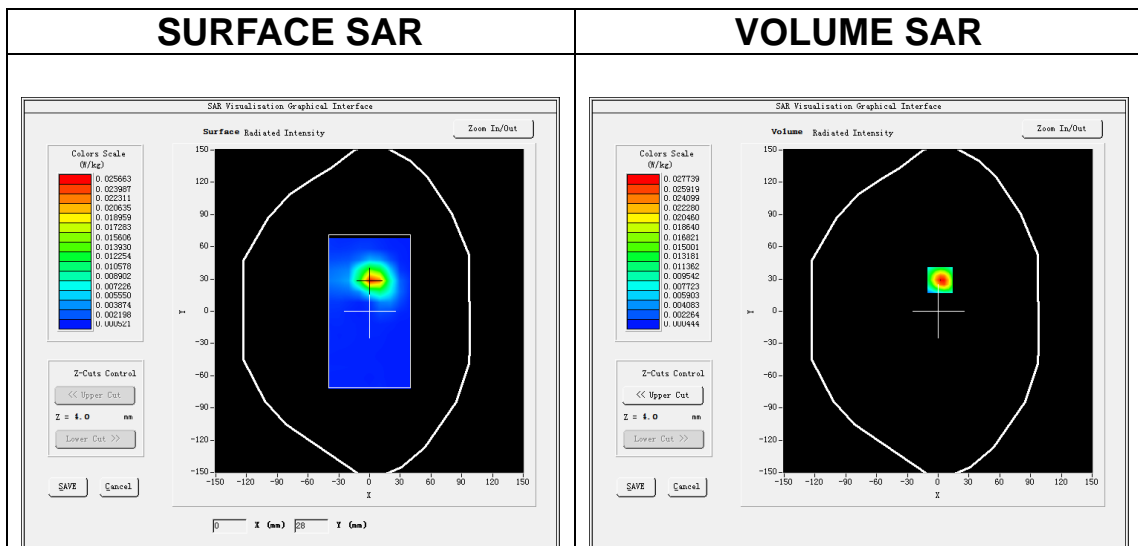 SURFACE SAR
VOLUME SAR
SAR Visualisation Graphical Interface
Surface Radiated Intensity
Zoom In/Out
Colors Scale
(W/kg)
0.025663
0.023987
0.022311
0.020635
0.018959
0.017283
0.015606
0.013930
0.012254
0.010578
0.008902
0.007226
0.005550
0.003874
0.002198
0.000521
150
120
90
60
30
0
-30
-60
-90
-120
-150
Y
-150 -120 -90 -60 -30 0 30 60 90 120 150
X
Z-Cuts Control
<< Upper Cut
Z = 4.0 mm
Lower Cut >>
SAVE Cancel
0 X (mm) 28 Y (mm)
SAR Visualisation Graphical Interface
Volume Radiated Intensity
Zoom In/Out
Colors Scale
(W/kg)
0.027739
0.025919
0.024099
0.022280
0.020460
0.018640
0.016821
0.015001
0.013181
0.011362
0.009542
0.007723
0.005903
0.004083
0.002264
0.000444
150
120
90
60
30
0
-30
-60
-90
-120
-150
Y
-150 -120 -90 -60 -30 0 30 60 90 120 150
X
Z-Cuts Control
<< Upper Cut
Z = 4.0 mm
Lower Cut >>
SAVE Cancel